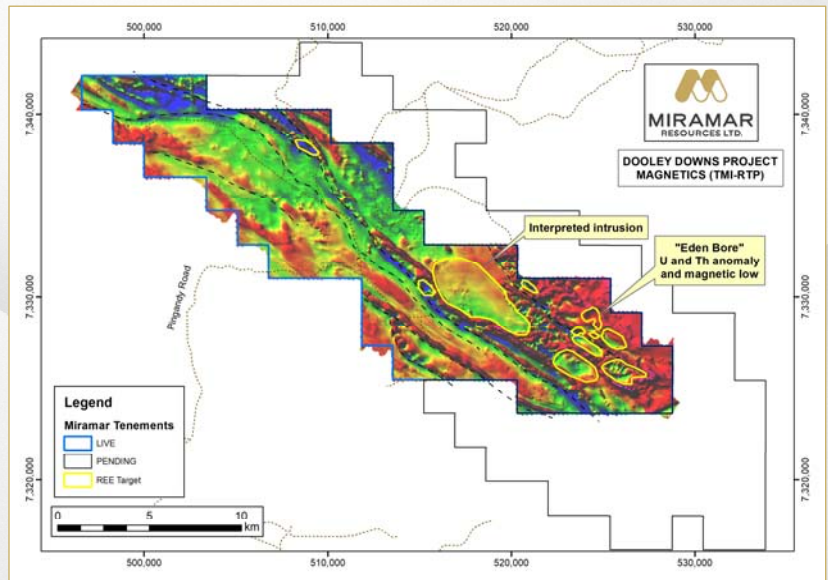 500,000
510,000
520,000
530,000
7,340,000
7,330,000
7,320,000
MIRAMAR
RESOURCES LTD.
DOOLEY DOWNS PROJECT
MAGNETICS (TMI-RTP)
Interpreted intrusion
"Eden Bore"
U and Th anomaly
and magnetic low
Pingandy Road
Legend
Miramar Tenements
LIVE
PENDING
REE Target
0 5 10
km
7,340,000
7,330,000
7,320,000
500,000
510,000
520,000
530,000